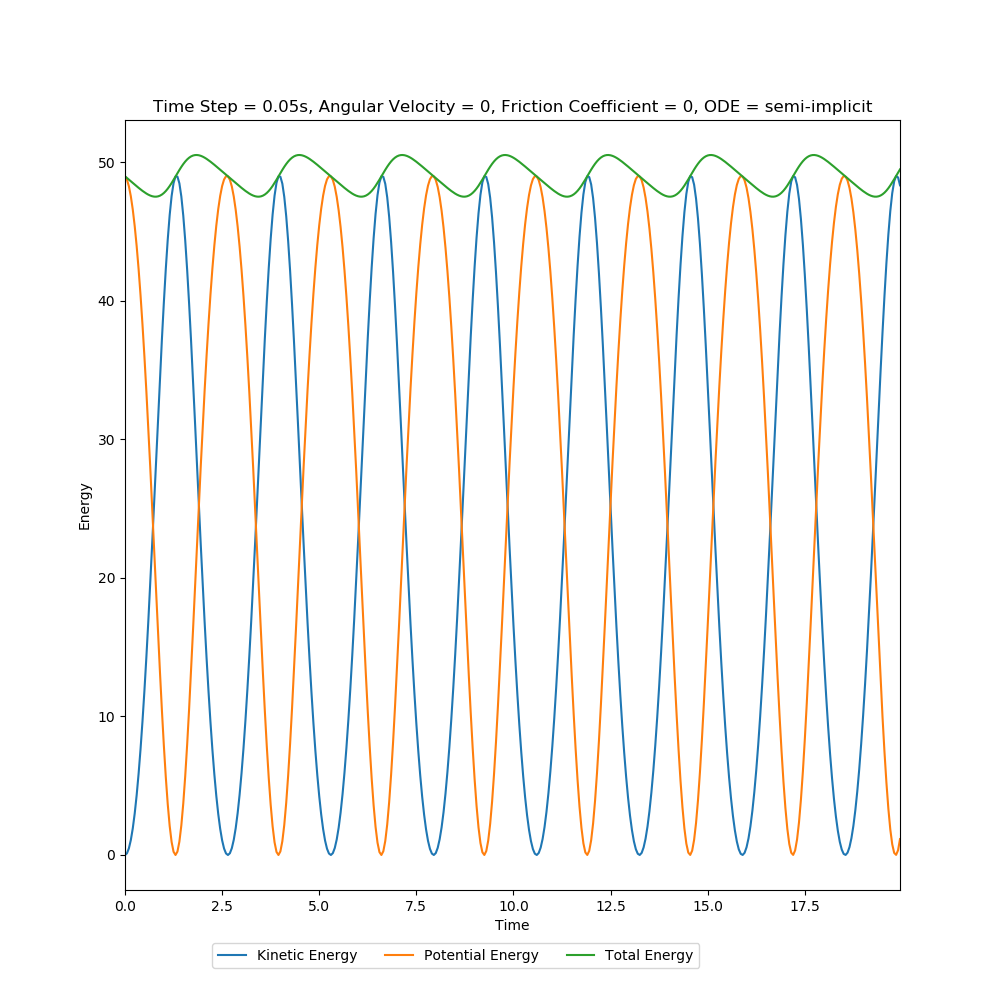 Time Step = 0.05s, Angular Velocity = 0, Friction Coefficient = 0, ODE = semi-implicit
50
40
30
20
10
0
Energy
0.0 2.5 5.0 7.5 10.0 12.5 15.0 17.5
Time
Kinetic Energy Potential Energy Total Energy